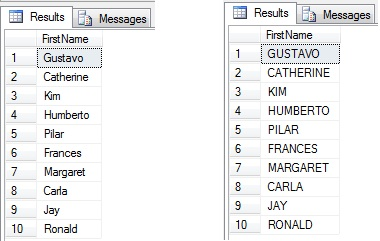 Results Messages
FirstName
1 Gustavo
2 Catherine
3 Kim
4 Humberto
5 Pilar
6 Frances
7 Margaret
8 Carla
9 Jay
10 Ronald
Results Messages
FirstName
1 GUSTAVO
2 CATHERINE
3 KIM
4 HUMBERTO
5 PILAR
6 FRANCES
7 MARGARET
8 CARLA
9 JAY
10 RONALD